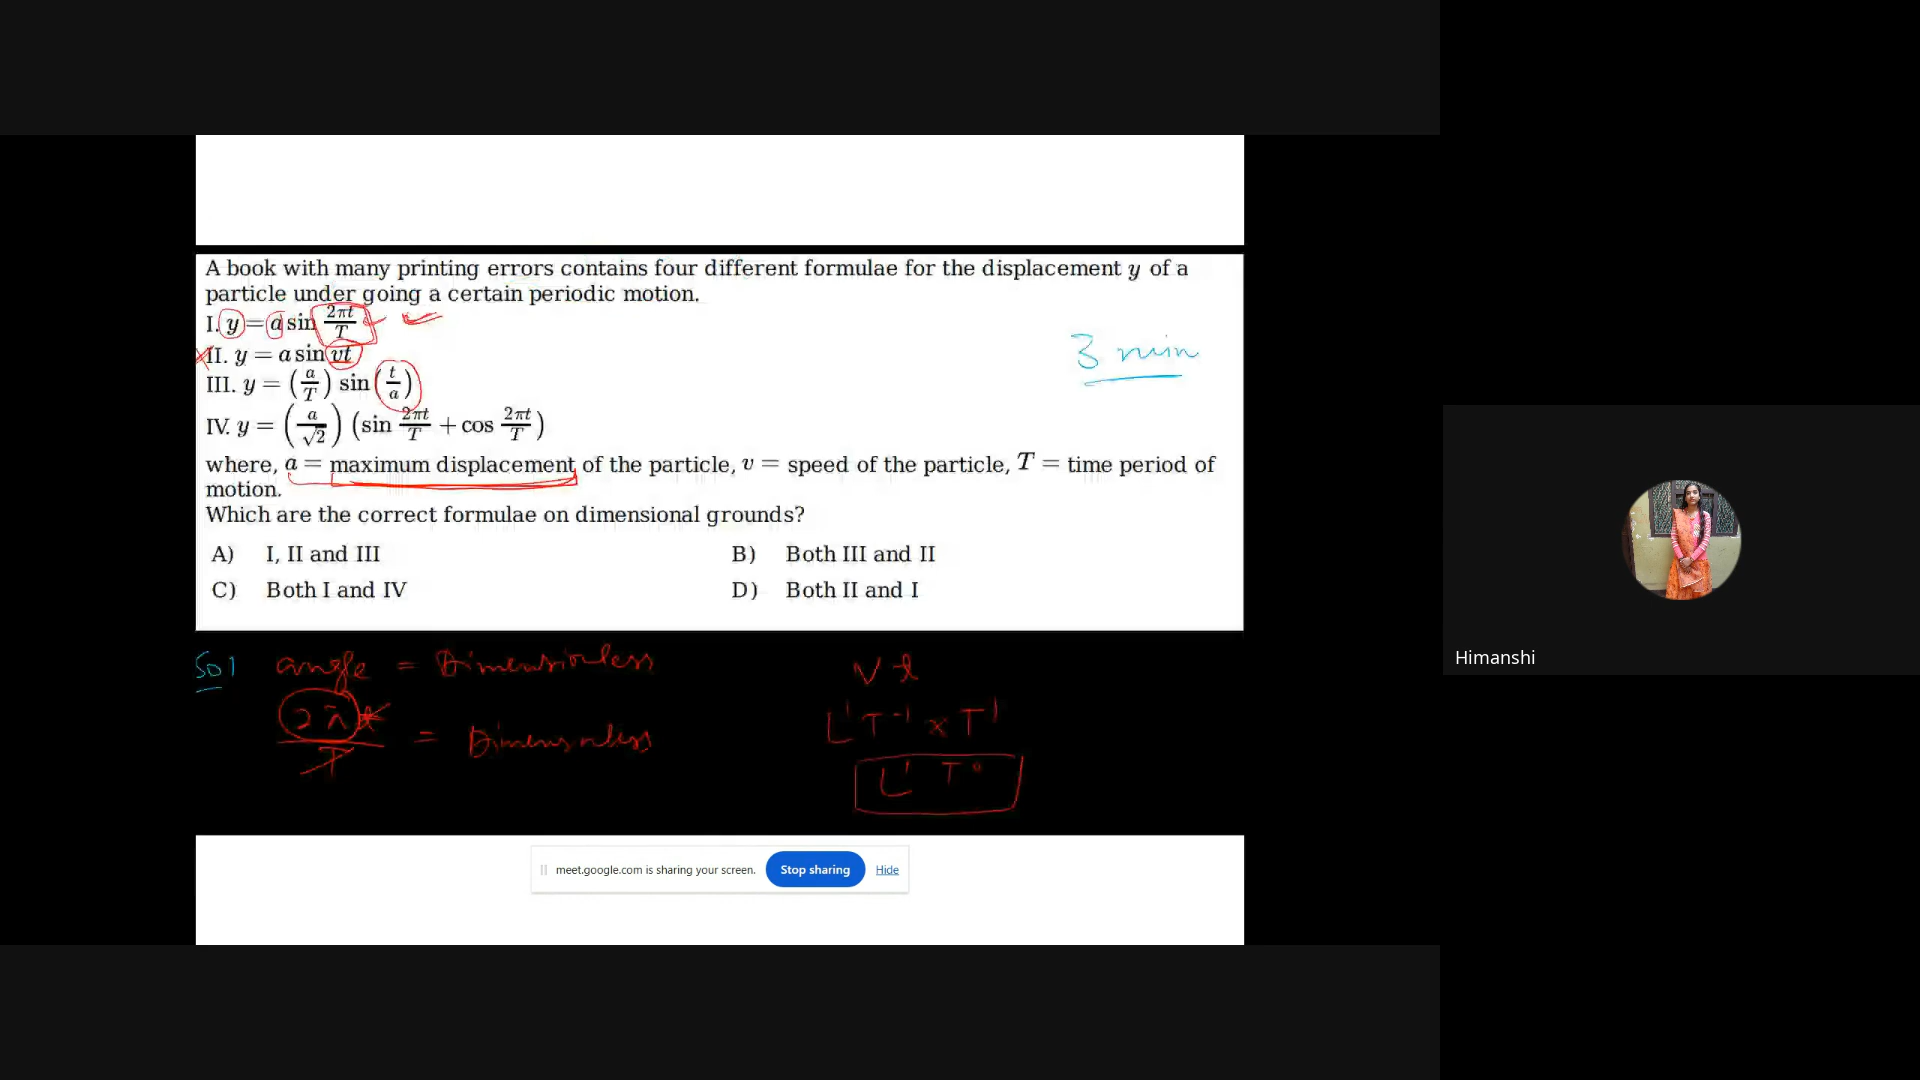 A book with many printing errors contains four different formulae for the displacement y of a
particle under going a certain periodic motion.
I. y = a sin 2πt/T
II. y = a sin vt
III. y = (a/T) sin (t/a)
IV. y = (a/√2) (sin 2πt/T + cos 2πt/T)
3 min
where, a = maximum displacement of the particle, v = speed of the particle, T = time period of
motion.
Which are the correct formulae on dimensional grounds?
A) I, II and III B) Both III and II
C) Both I and IV D) Both II and I
Himanshi
Sol angle = Dimensionless
2πt/T = Dimensionless
v t
L¹ T⁻¹ × T¹
L¹ T⁰
meet.google.com is sharing your screen. Stop sharing Hide